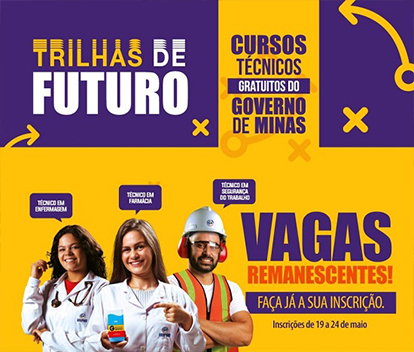 TRILHAS DE
FUTURO
CURSOS
TÉCNICOS
GRATUITOS DO
GOVERNO
DE MINAS
TÉCNICO EM
ENFERMAGEM
TÉCNICO EM
FARMÁCIA
TÉCNICO EM
SEGURANÇA
DO TRABALHO
VAGAS
REMANESCENTES!
FAÇA JÁ A SUA INSCRIÇÃO.
Inscrições de 19 a 24 de maio